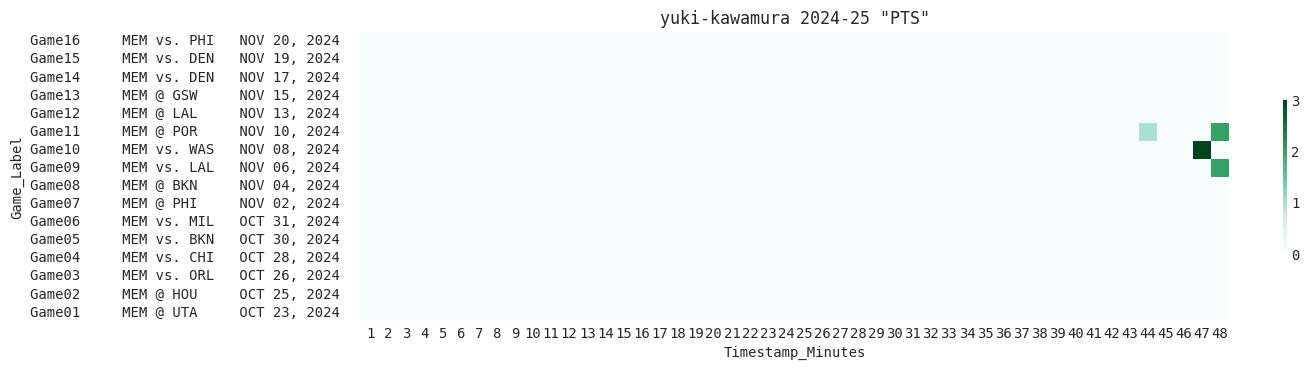 yuki-kawamura 2024-25 "PTS"
Game_Label
Game16 MEM vs. PHI NOV 20, 2024
Game15 MEM vs. DEN NOV 19, 2024
Game14 MEM vs. DEN NOV 17, 2024
Game13 MEM @ GSW NOV 15, 2024
Game12 MEM @ LAL NOV 13, 2024
Game11 MEM @ POR NOV 10, 2024
Game10 MEM vs. WAS NOV 08, 2024
Game09 MEM vs. LAL NOV 06, 2024
Game08 MEM @ BKN NOV 04, 2024
Game07 MEM @ PHI NOV 02, 2024
Game06 MEM vs. MIL OCT 31, 2024
Game05 MEM vs. BKN OCT 30, 2024
Game04 MEM vs. CHI OCT 28, 2024
Game03 MEM vs. ORL OCT 26, 2024
Game02 MEM @ HOU OCT 25, 2024
Game01 MEM @ UTA OCT 23, 2024
1 2 3 4 5 6 7 8 9 10 11 12 13 14 15 16 17 18 19 20 21 22 23 24 25 26 27 28 29 30 31 32 33 34 35 36 37 38 39 40 41 42 43 44 45 46 47 48
Timestamp_Minutes
3
2
1
0